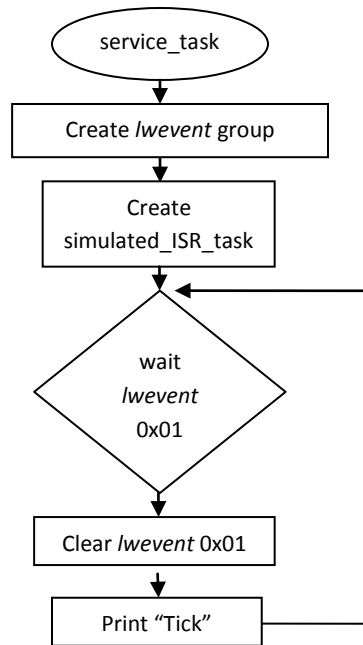 service_task
Create lwevent group
Create
simulated_ISR_task
wait
lwevent
0x01
Clear lwevent 0x01
Print “Tick”